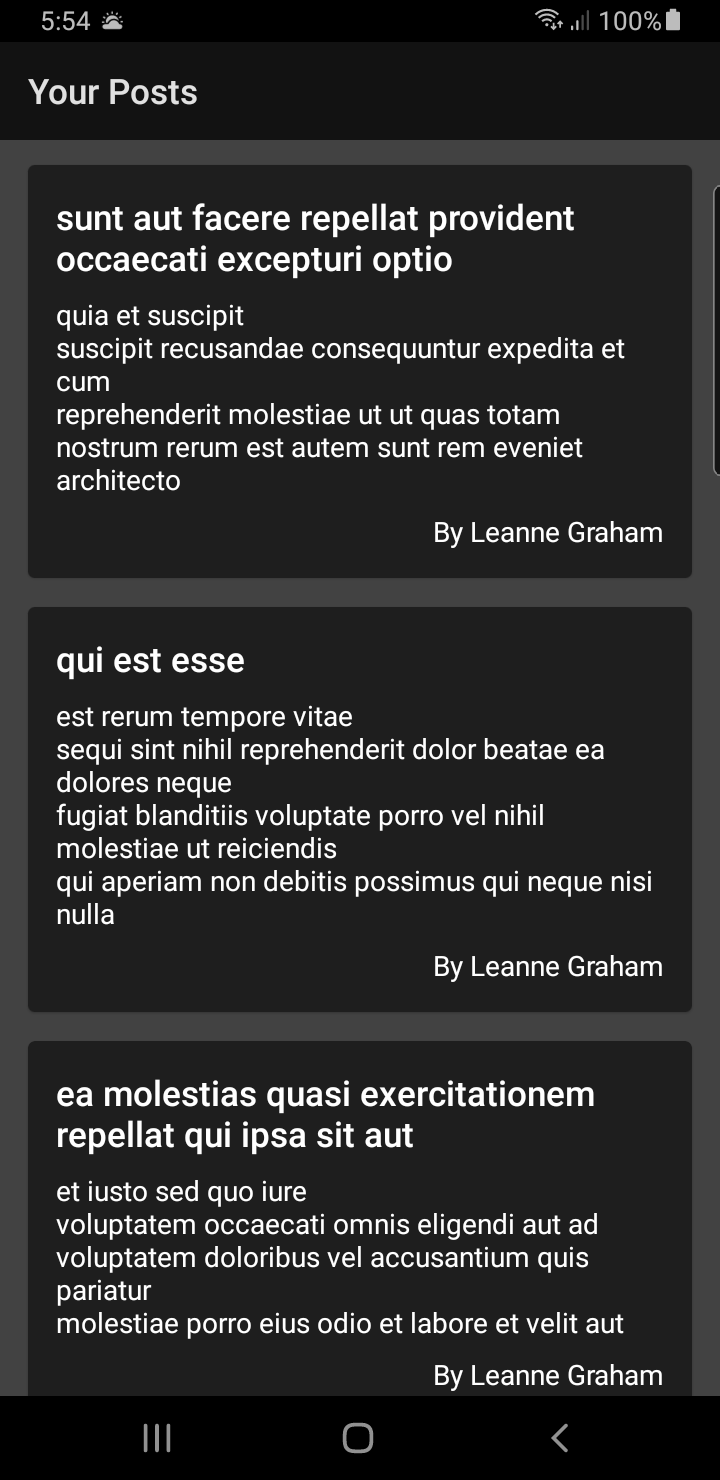 5:54 100%
Your Posts
sunt aut facere repellat provident
occaecati excepturi optio
quia et suscipit
suscipit recusandae consequuntur expedita et
cum
reprehenderit molestiae ut ut quas totam
nostrum rerum est autem sunt rem eveniet
architecto
By Leanne Graham
qui est esse
est rerum tempore vitae
sequi sint nihil reprehenderit dolor beatae ea
dolores neque
fugiat blanditiis voluptate porro vel nihil
molestiae ut reiciendis
qui aperiam non debitis possimus qui neque nisi
nulla
By Leanne Graham
ea molestias quasi exercitationem
repellat qui ipsa sit aut
et iusto sed quo iure
voluptatem occaecati omnis eligendi aut ad
voluptatem doloribus vel accusantium quis
pariatur
molestiae porro eius odio et labore et velit aut
By Leanne Graham